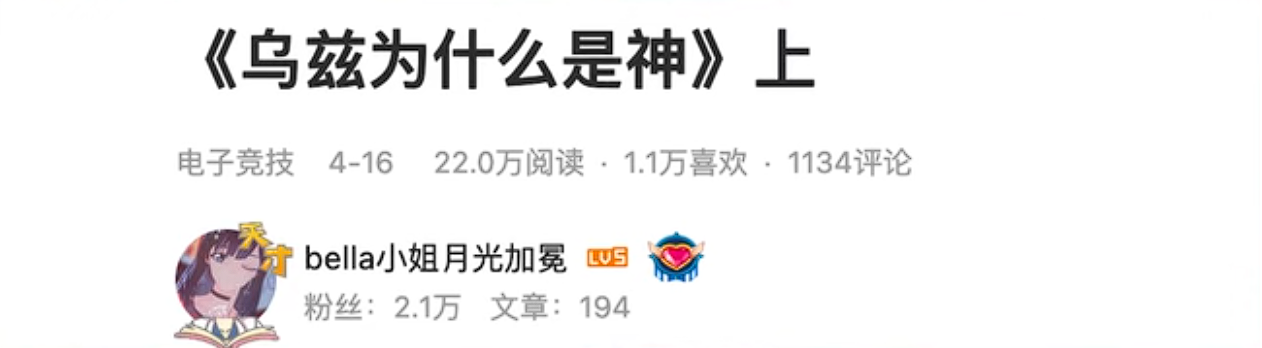 《乌兹为什么是神》上
电子竞技 4-16 22.0万阅读 · 1.1万喜欢 · 1134评论
天才
bella小姐月光加冕 LV5
粉丝：2.1万 文章：194